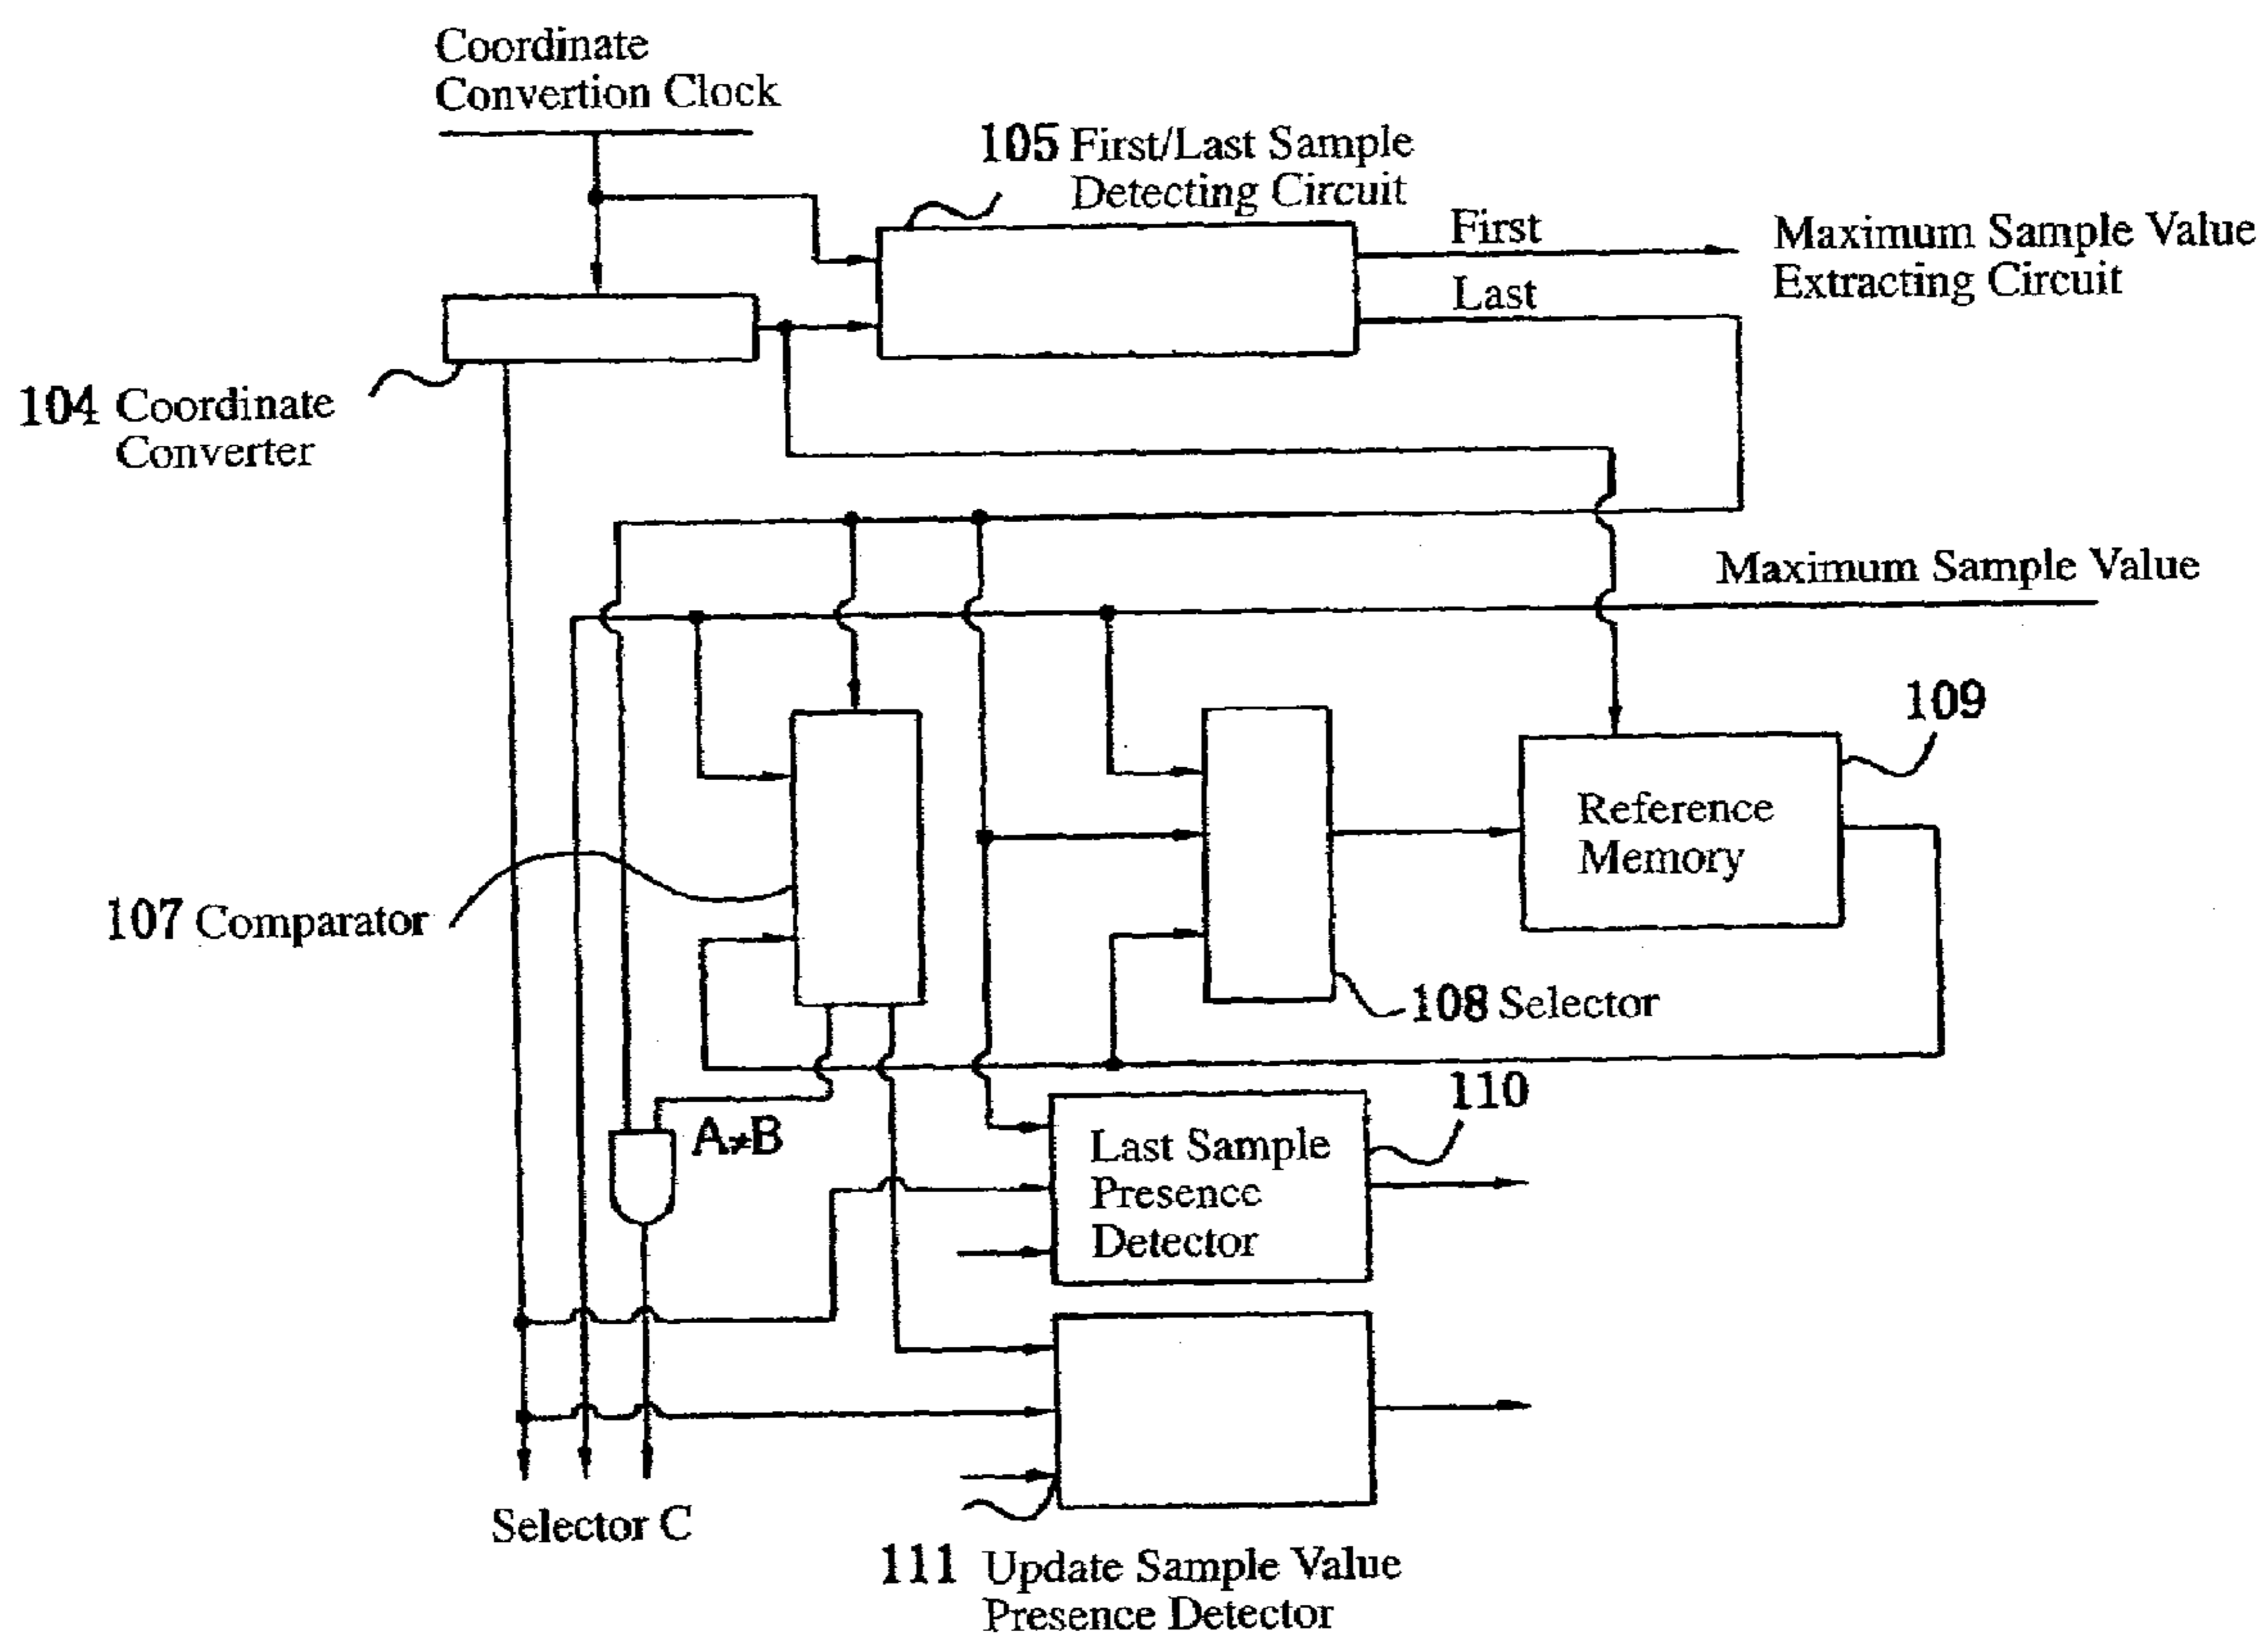 Coordinate
Convertion Clock
105 First/Last Sample
Detecting Circuit
First
Last
Maximum Sample Value
Extracting Circuit
104 Coordinate
Converter
Maximum Sample Value
109
Reference
Memory
107 Comparator
108 Selector
110
A≠B
Last Sample
Presence
Detector
Selector C
111 Update Sample Value
Presence Detector